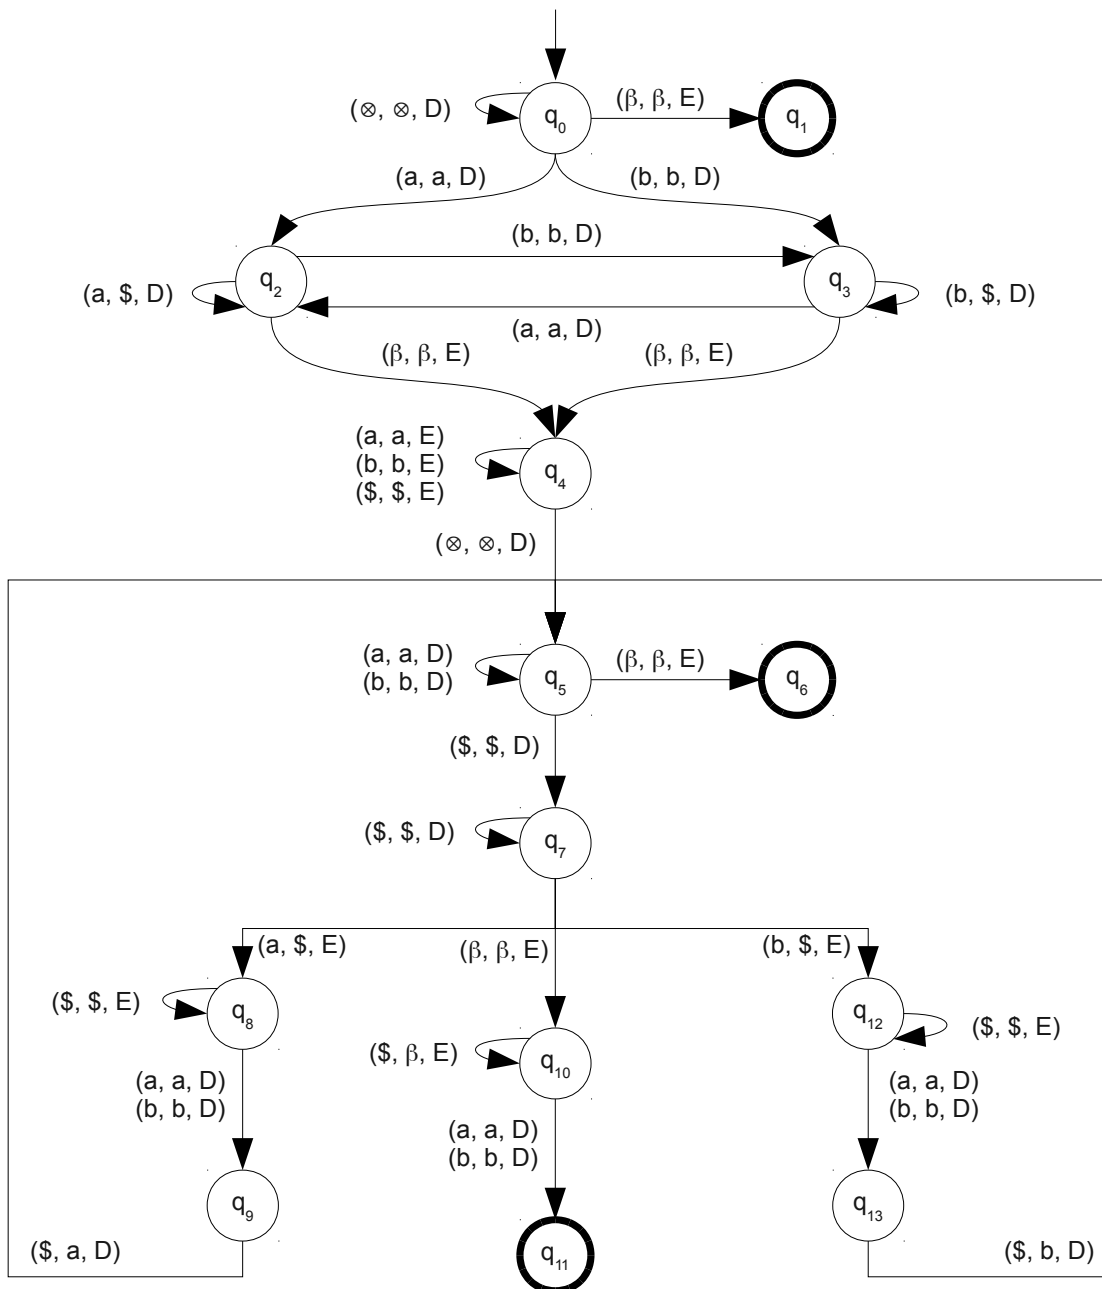 (⊗, ⊗, D)
q0
(β, β, E)
q1
(a, a, D)
(b, b, D)
(b, b, D)
(a, $, D)
q2
q3
(b, $, D)
(a, a, D)
(β, β, E)
(β, β, E)
(a, a, E)
(b, b, E)
($, $, E)
q4
(⊗, ⊗, D)
(a, a, D)
(b, b, D)
q5
(β, β, E)
q6
($, $, D)
($, $, D)
q7
(a, $, E)
(β, β, E)
(b, $, E)
($, $, E)
q8
q12
($, $, E)
($, β, E)
q10
(a, a, D)
(b, b, D)
(a, a, D)
(b, b, D)
(a, a, D)
(b, b, D)
q9
q13
($, a, D)
q11
($, b, D)